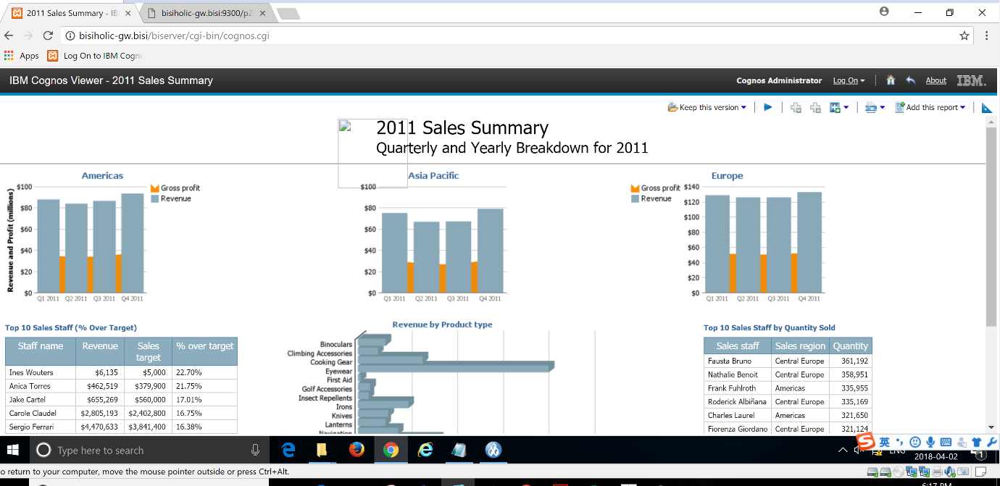 2011 Sales Summary - IB
bisiholic-gw.bisi:9300/p2
bisiholic-gw.bisi/biserver/cgi-bin/cognos.cgi
Apps Log On to IBM Cogno
IBM Cognos Viewer - 2011 Sales Summary
Cognos Administrator Log On About IBM.
Keep this version HTML Add this report
2011 Sales Summary
Quarterly and Yearly Breakdown for 2011
Americas
Revenue and Profit (millions)
$100
$80
$60
$40
$20
$0
Q1 2011 Q2 2011 Q3 2011 Q4 2011
Gross profit
Revenue
Asia Pacific
$100
$80
$60
$40
$20
$0
Q1 2011 Q2 2011 Q3 2011 Q4 2011
Gross profit
Revenue
Europe
$140
$120
$100
$80
$60
$40
$20
$0
Q1 2011 Q2 2011 Q3 2011 Q4 2011
Top 10 Sales Staff (% Over Target)
Staff name Revenue Sales target % over target
Ines Wouters $6,135 $5,000 22.70%
Anica Torres $462,519 $379,900 21.75%
Jake Cartel $655,269 $560,000 17.01%
Carole Claudel $2,805,193 $2,402,800 16.75%
Sergio Ferrari $4,470,633 $3,841,400 16.38%
Revenue by Product type
Binoculars
Climbing Accessories
Cooking Gear
Eyewear
First Aid
Golf Accessories
Insect Repellents
Irons
Knives
Lanterns
Navigation
Top 10 Sales Staff by Quantity Sold
Sales staff Sales region Quantity
Fausta Bruno Central Europe 361,192
Nathalie Benoit Central Europe 358,951
Frank Fuhlroth Americas 335,955
Roderick Albiñana Central Europe 335,169
Charles Laurel Americas 321,650
Fiorenza Giordano Central Europe 321,124
Type here to search
英
ENG
2018-04-02
1
o return to your computer, move the mouse pointer outside or press Ctrl+Alt.
6:17 PM